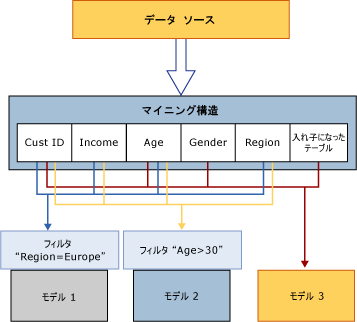 データ ソース
マイニング構造
Cust ID
Income
Age
Gender
Region
入れ子になった
テーブル
フィルタ
“Region=Europe”
フィルタ “Age>30”
モデル 1
モデル 2
モデル 3